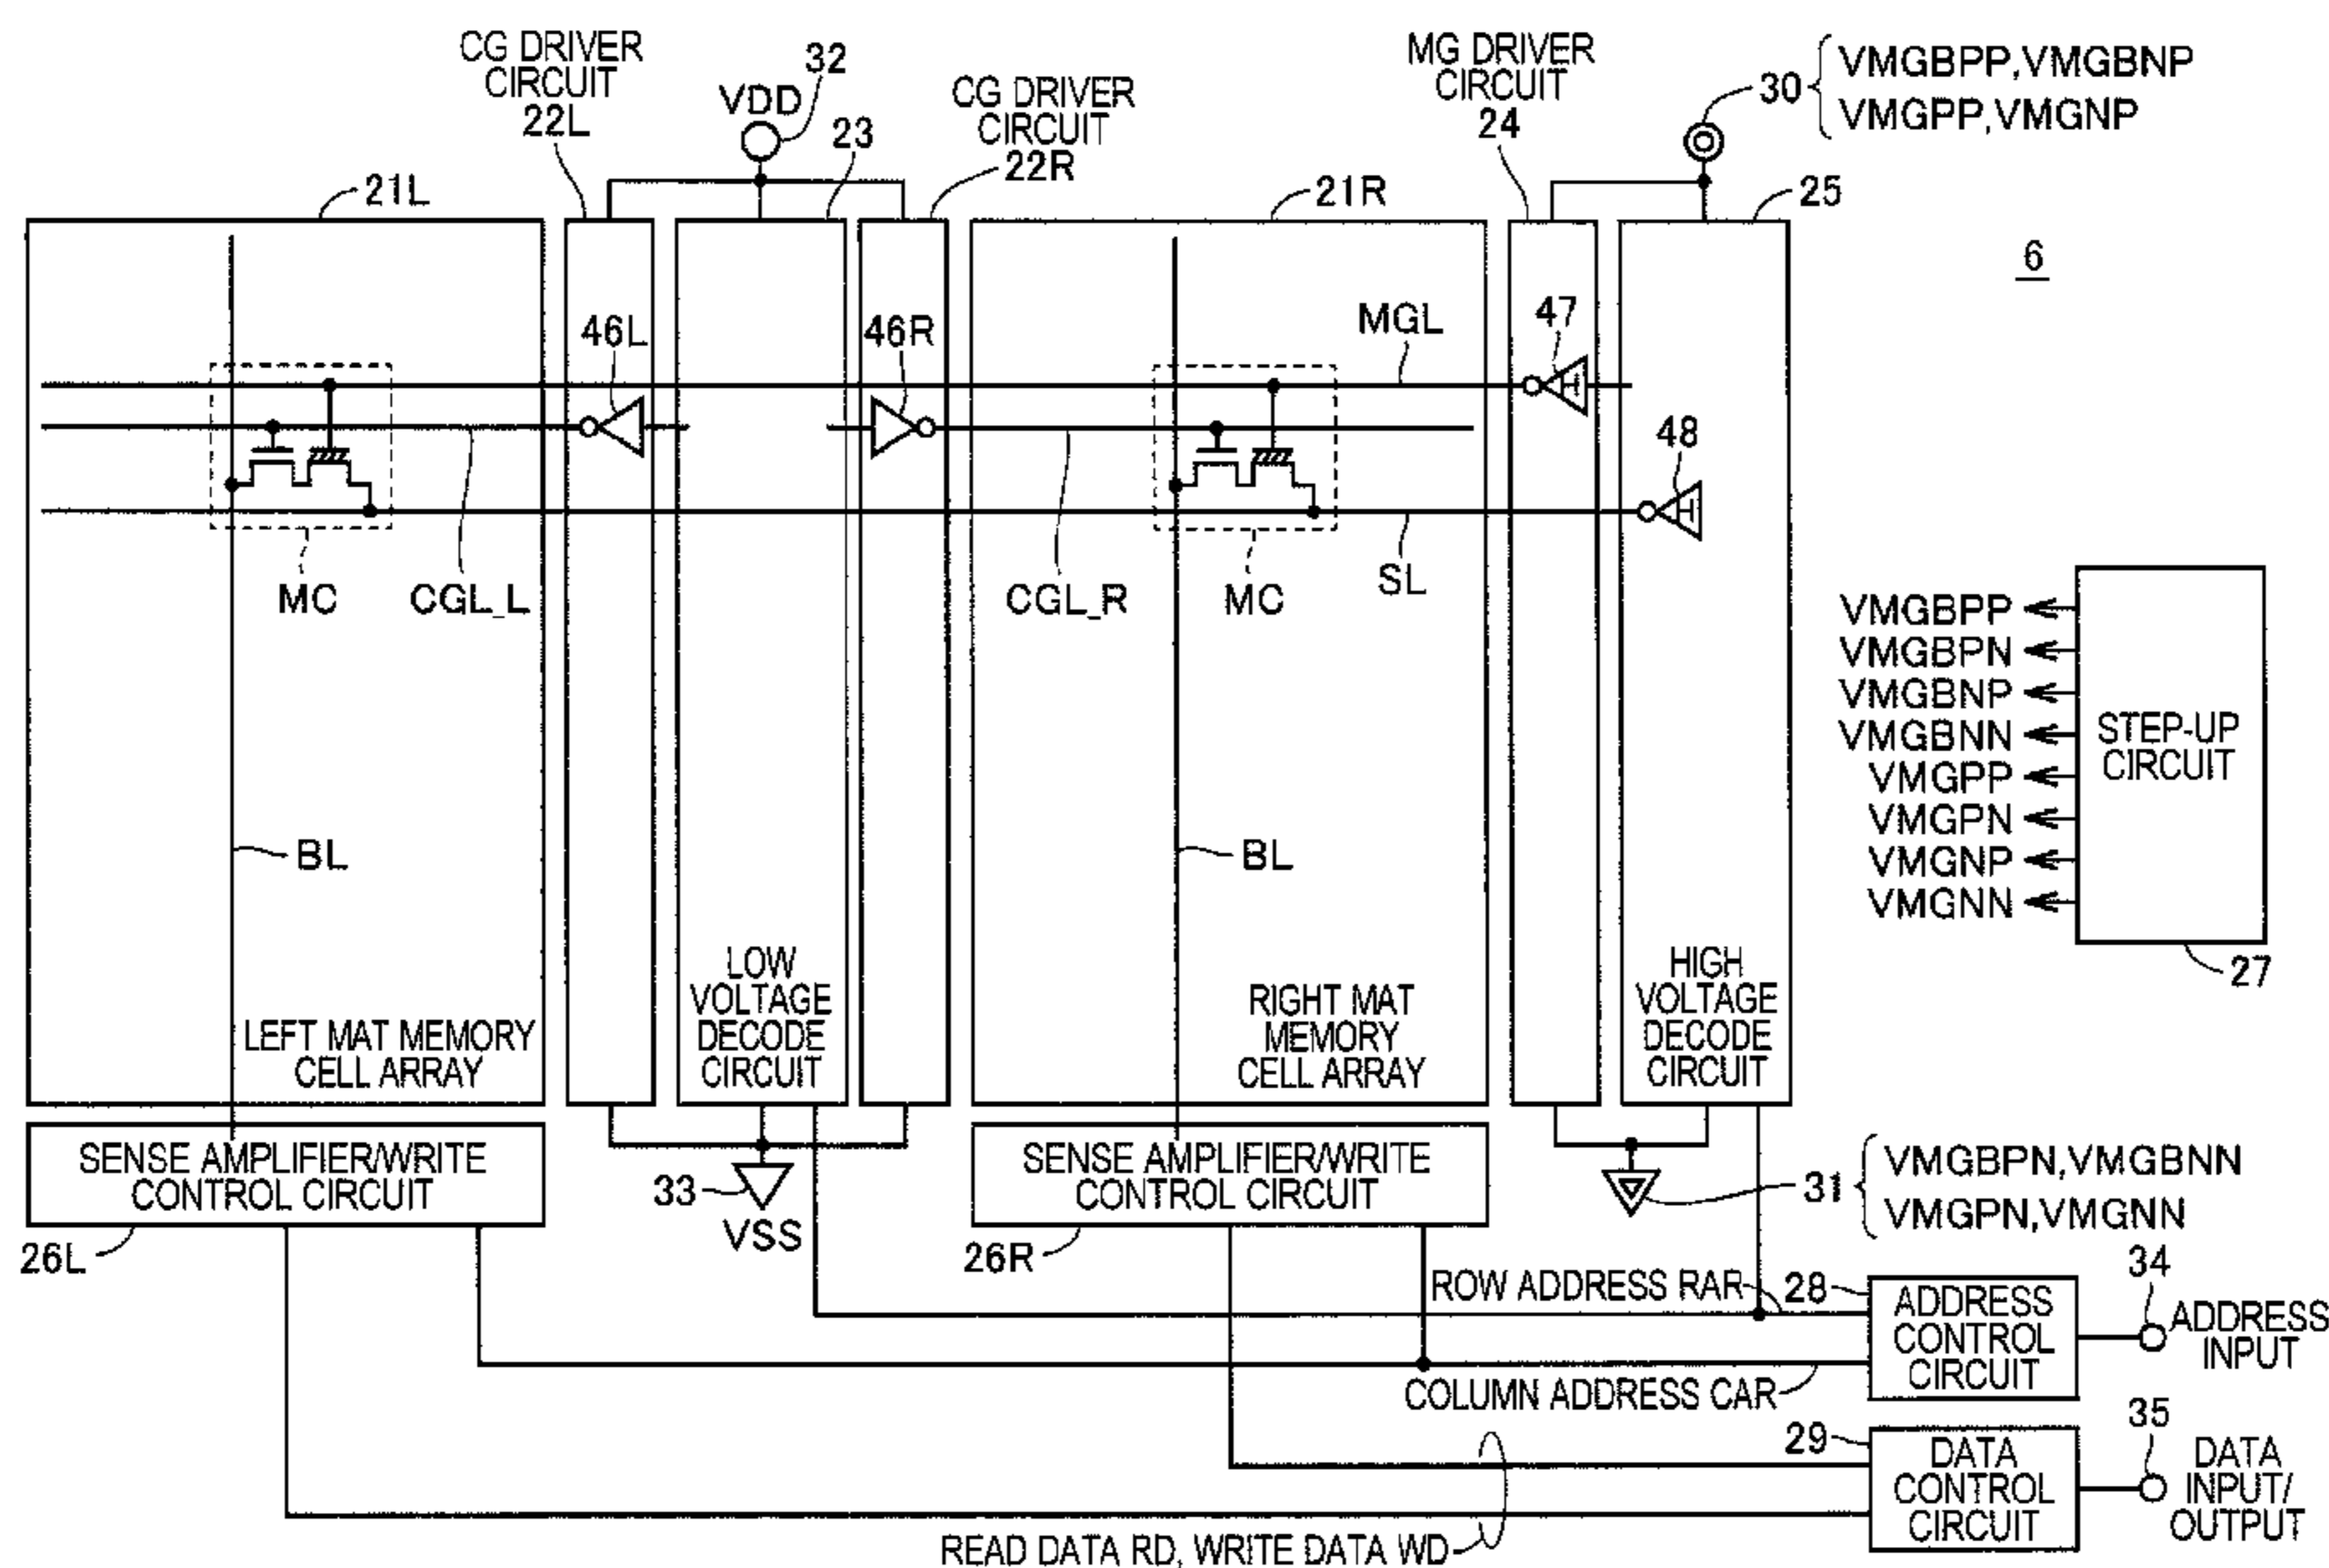 CG DRIVER
CIRCUIT
22L
VDD
32
23
CG DRIVER
CIRCUIT
22R
MG DRIVER
CIRCUIT
24
30
VMGBPP,VMGBNP
VMGPP,VMGNP
21L
21R
25
6
46L
46R
MGL
47
48
MC
CGL_L
CGL_R
MC
SL
VMGBPP
VMGBPN
VMGBNP
VMGBNN
VMGPP
VMGPN
VMGNP
VMGNN
STEP-UP
CIRCUIT
27
BL
BL
LEFT MAT MEMORY
CELL ARRAY
LOW
VOLTAGE
DECODE
CIRCUIT
RIGHT MAT
MEMORY
CELL ARRAY
HIGH
VOLTAGE
DECODE
CIRCUIT
SENSE AMPLIFIER/WRITE
CONTROL CIRCUIT
26L
33
VSS
SENSE AMPLIFIER/WRITE
CONTROL CIRCUIT
26R
31
VMGBPN,VMGBNN
VMGPN,VMGNN
ROW ADDRESS RAR
28
ADDRESS
CONTROL
CIRCUIT
34
ADDRESS
INPUT
COLUMN ADDRESS CAR
29
DATA
CONTROL
CIRCUIT
35
DATA
INPUT/
OUTPUT
READ DATA RD, WRITE DATA WD